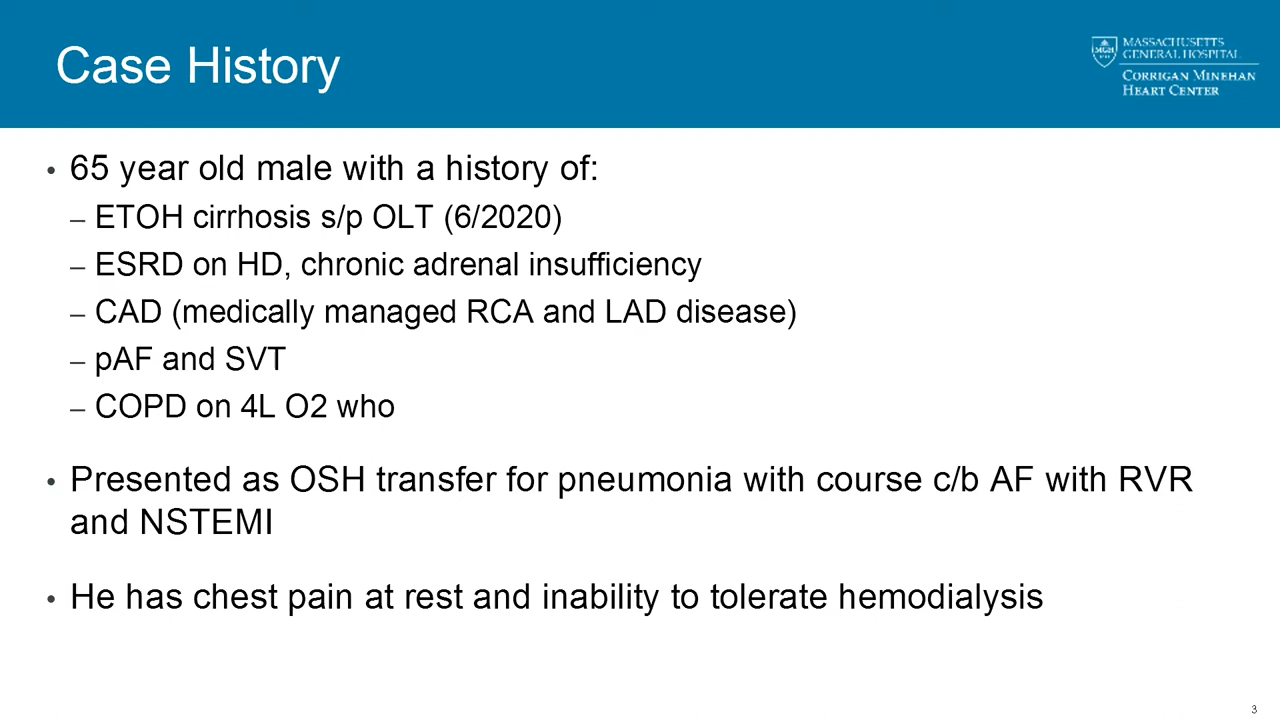 Case History
MASSACHUSETTS
GENERAL HOSPITAL
CORRIGAN MINEHAN
HEART CENTER
• 65 year old male with a history of:
– ETOH cirrhosis s/p OLT (6/2020)
– ESRD on HD, chronic adrenal insufficiency
– CAD (medically managed RCA and LAD disease)
– pAF and SVT
– COPD on 4L O2 who
• Presented as OSH transfer for pneumonia with course c/b AF with RVR
and NSTEMI
• He has chest pain at rest and inability to tolerate hemodialysis
3